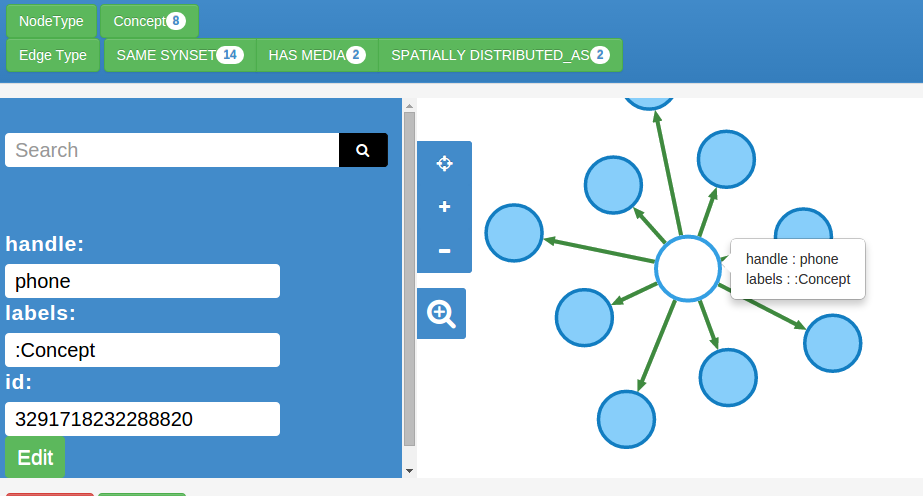 NodeType Concept 8
Edge Type SAME SYNSET 14 HAS MEDIA 2 SPATIALLY DISTRIBUTED_AS 2
Search
handle:
phone
labels:
:Concept
id:
3291718232288820
Edit
handle : phone
labels : :Concept